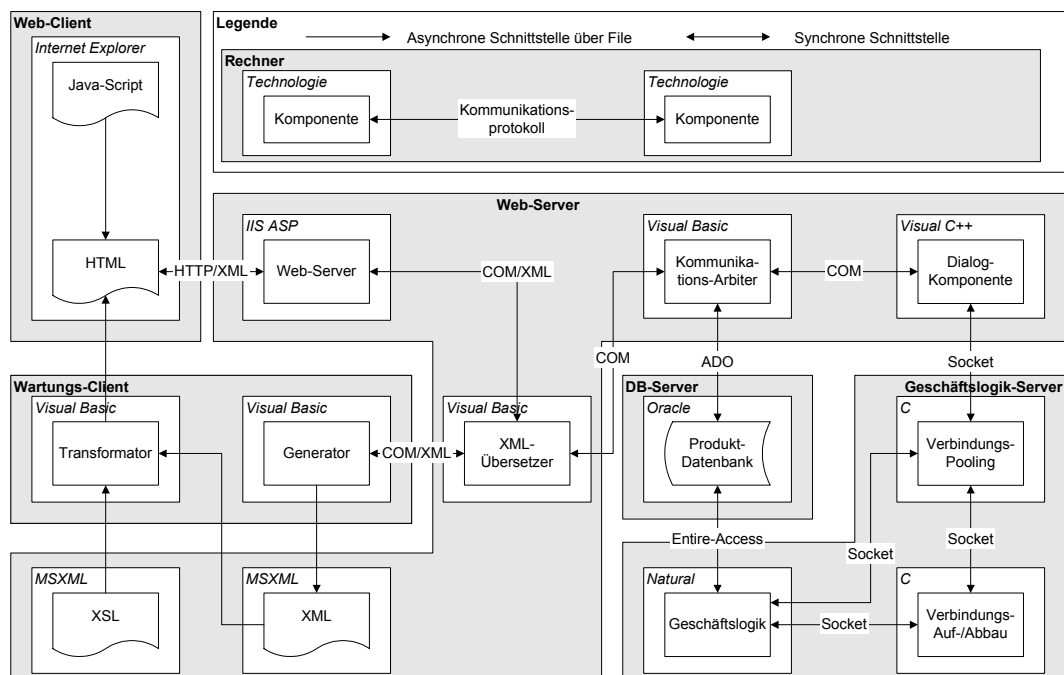 Web-Client
Internet Explorer
Java-Script
HTML
Legende
Asynchrone Schnittstelle über File
Synchrone Schnittstelle
Rechner
Technologie
Komponente
Kommunikations-
protokoll
Technologie
Komponente
Web-Server
IIS ASP
Web-Server
HTTP/XML
COM/XML
Visual Basic
Kommunika-
tions-Arbiter
COM
Visual C++
Dialog-
Komponente
COM
ADO
Socket
Wartungs-Client
Visual Basic
Transformator
Visual Basic
Generator
COM/XML
Visual Basic
XML-
Übersetzer
DB-Server
Oracle
Produkt-
Datenbank
Geschäftslogik-Server
C
Verbindungs-
Pooling
Entire-Access
Socket
Socket
MSXML
XSL
MSXML
XML
Natural
Geschäftslogik
Socket
C
Verbindungs-
Auf-/Abbau